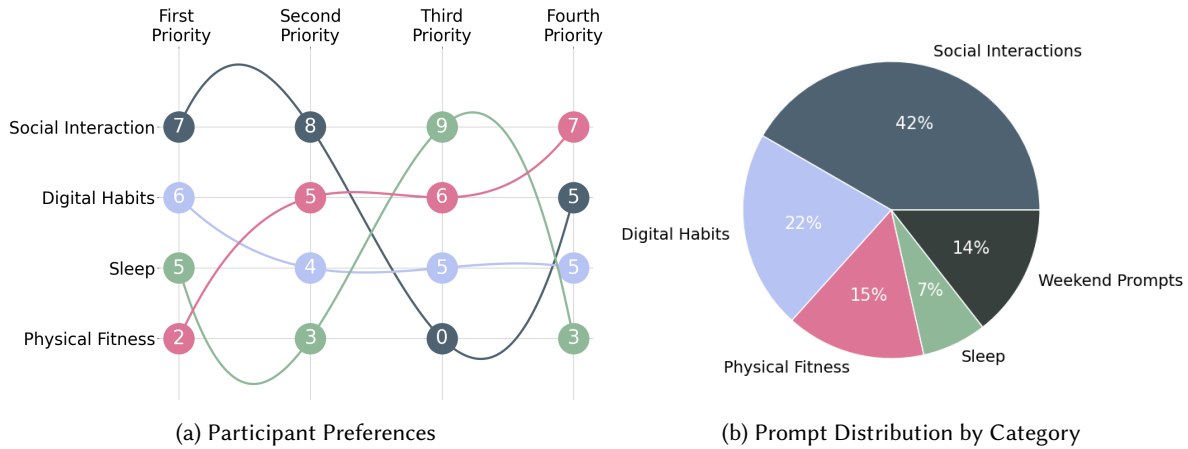 First Priority
Second Priority
Third Priority
Fourth Priority
Social Interaction
7
8
9
7
Digital Habits
6
5
6
5
Sleep
5
4
5
5
Physical Fitness
2
3
0
3
(a) Participant Preferences
Social Interactions
42%
Digital Habits
22%
14%
Weekend Prompts
15%
7%
Physical Fitness
Sleep
(b) Prompt Distribution by Category